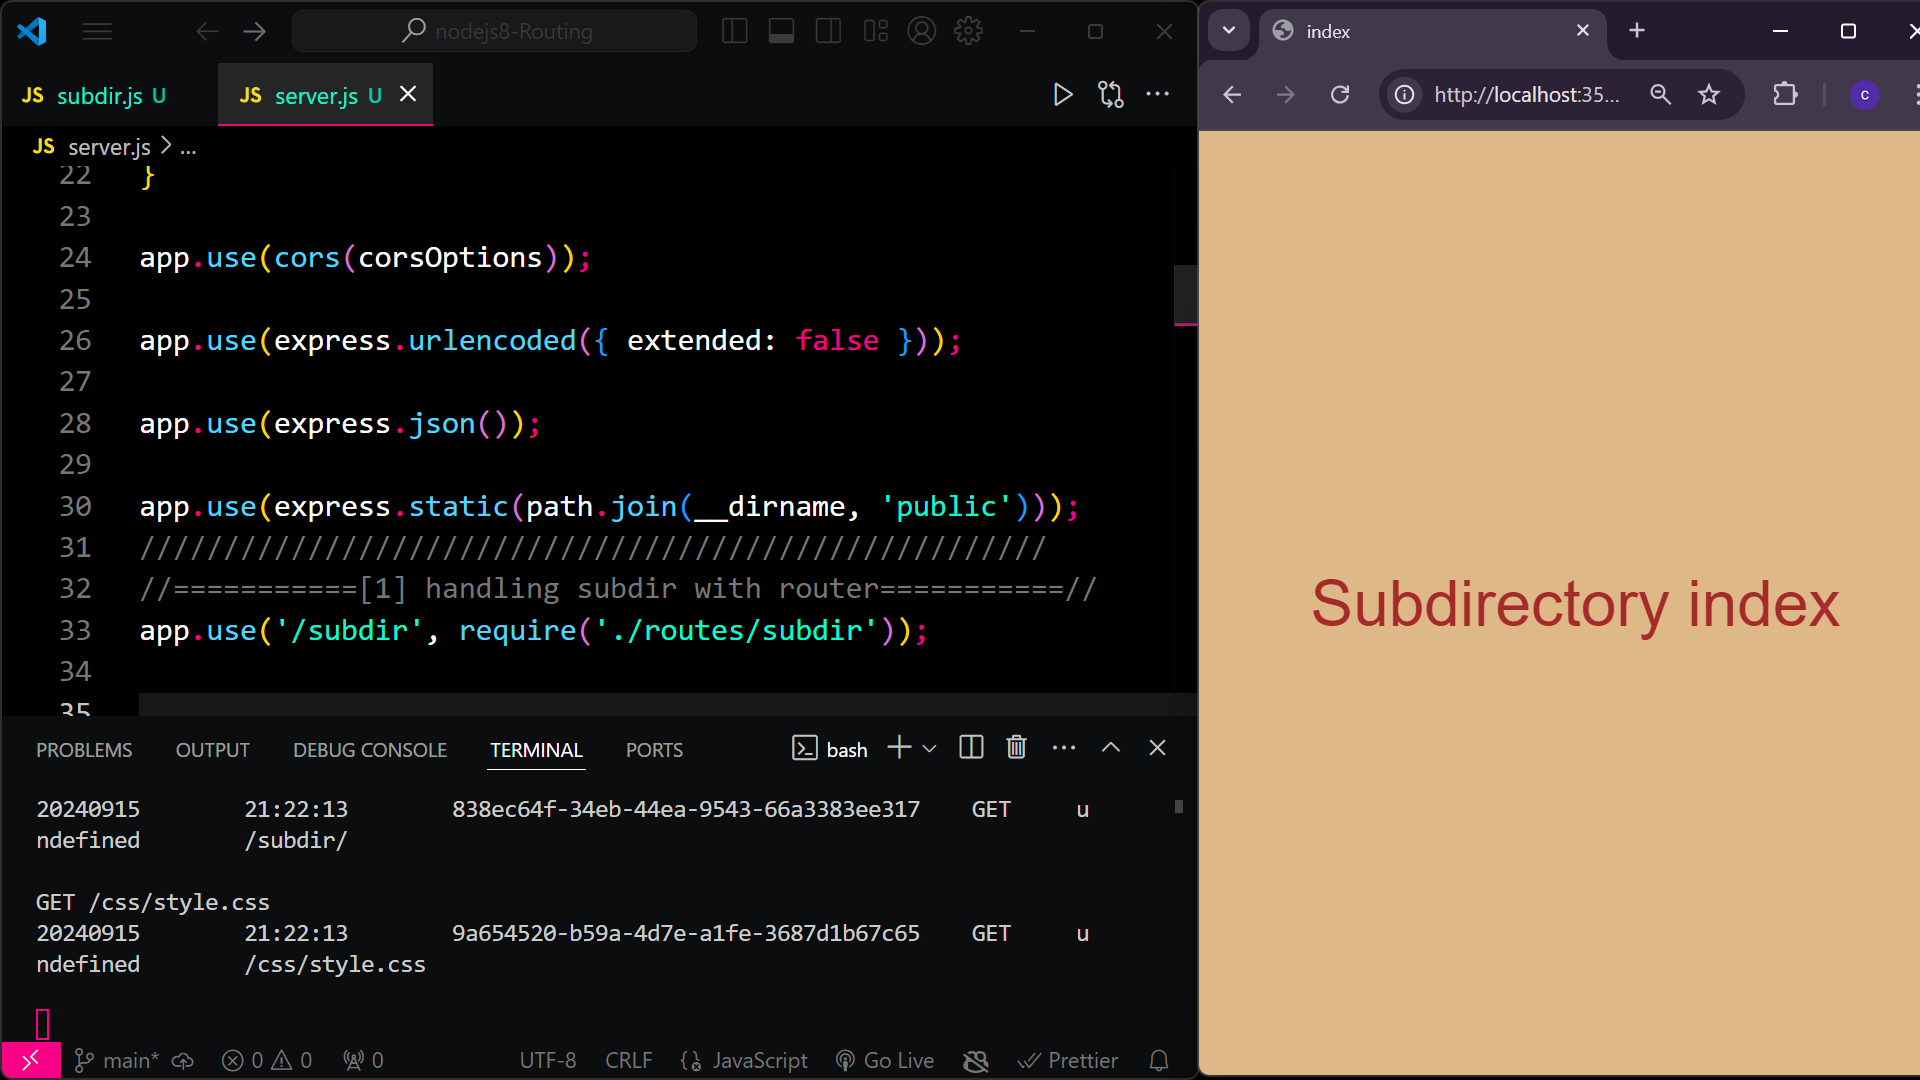 nodejs8-Routing
JS subdir.js U
JS server.js U
JS server.js > ...
22 }
23
24 app.use(cors(corsOptions));
25
26 app.use(express.urlencoded({ extended: false }));
27
28 app.use(express.json());
29
30 app.use(express.static(path.join(__dirname, 'public')));
31 //////////////////////////////////////////////////////
32 //===========[1] handling subdir with router===========//
33 app.use('/subdir', require('./routes/subdir'));
34
35
PROBLEMS OUTPUT DEBUG CONSOLE TERMINAL PORTS bash
20240915 21:22:13 838ec64f-34eb-44ea-9543-66a3383ee317 GET u
ndefined /subdir/
GET /css/style.css
20240915 21:22:13 9a654520-b59a-4d7e-a1fe-3687d1b67c65 GET u
ndefined /css/style.css
main* 0 0 0 UTF-8 CRLF JavaScript Go Live Prettier
index
http://localhost:35... c
Subdirectory index